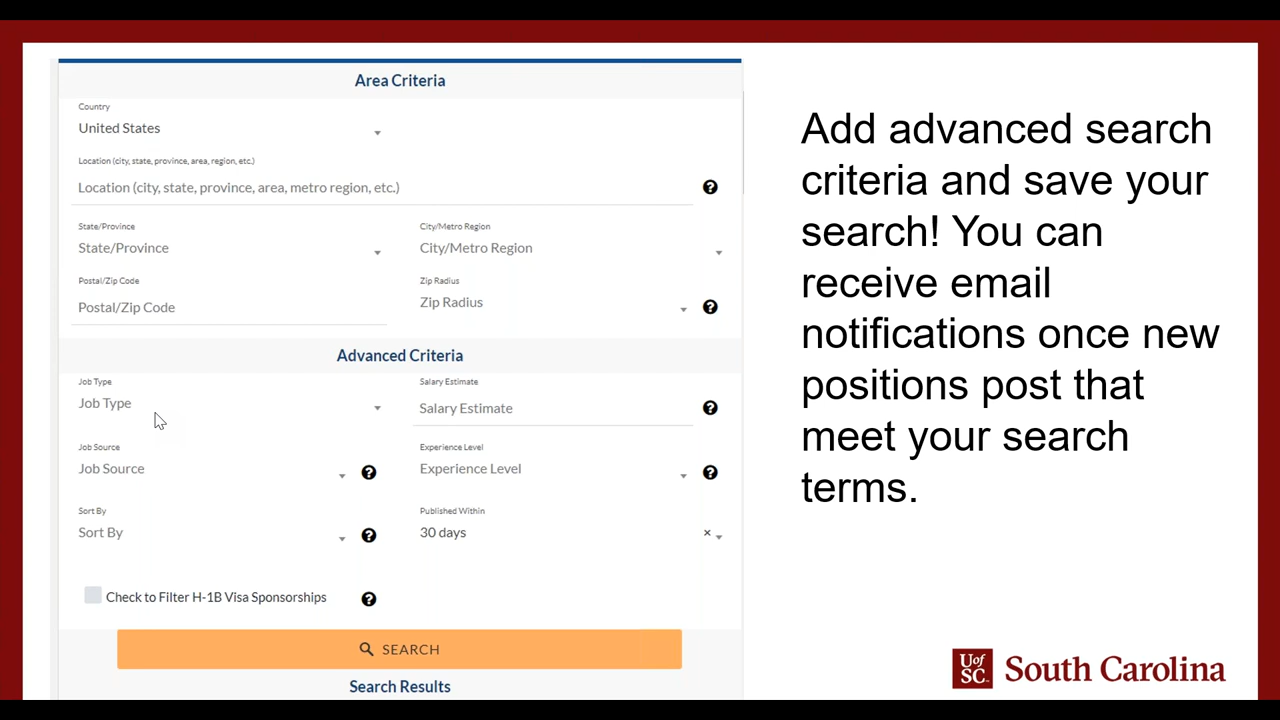 Area Criteria
Country
United States
Location (city, state, province, area, region, etc.)
Location (city, state, province, area, metro region, etc.)
State/Province
City/Metro Region
State/Province
City/Metro Region
Postal/Zip Code
Zip Radius
Postal/Zip Code
Zip Radius
Advanced Criteria
Job Type
Salary Estimate
Job Type
Salary Estimate
Job Source
Experience Level
Job Source
Experience Level
Sort By
Published Within
Sort By
30 days
Check to Filter H-1B Visa Sponsorships
SEARCH
Search Results
Add advanced search
criteria and save your
search! You can
receive email
notifications once new
positions post that
meet your search
terms.
UofSC
South Carolina